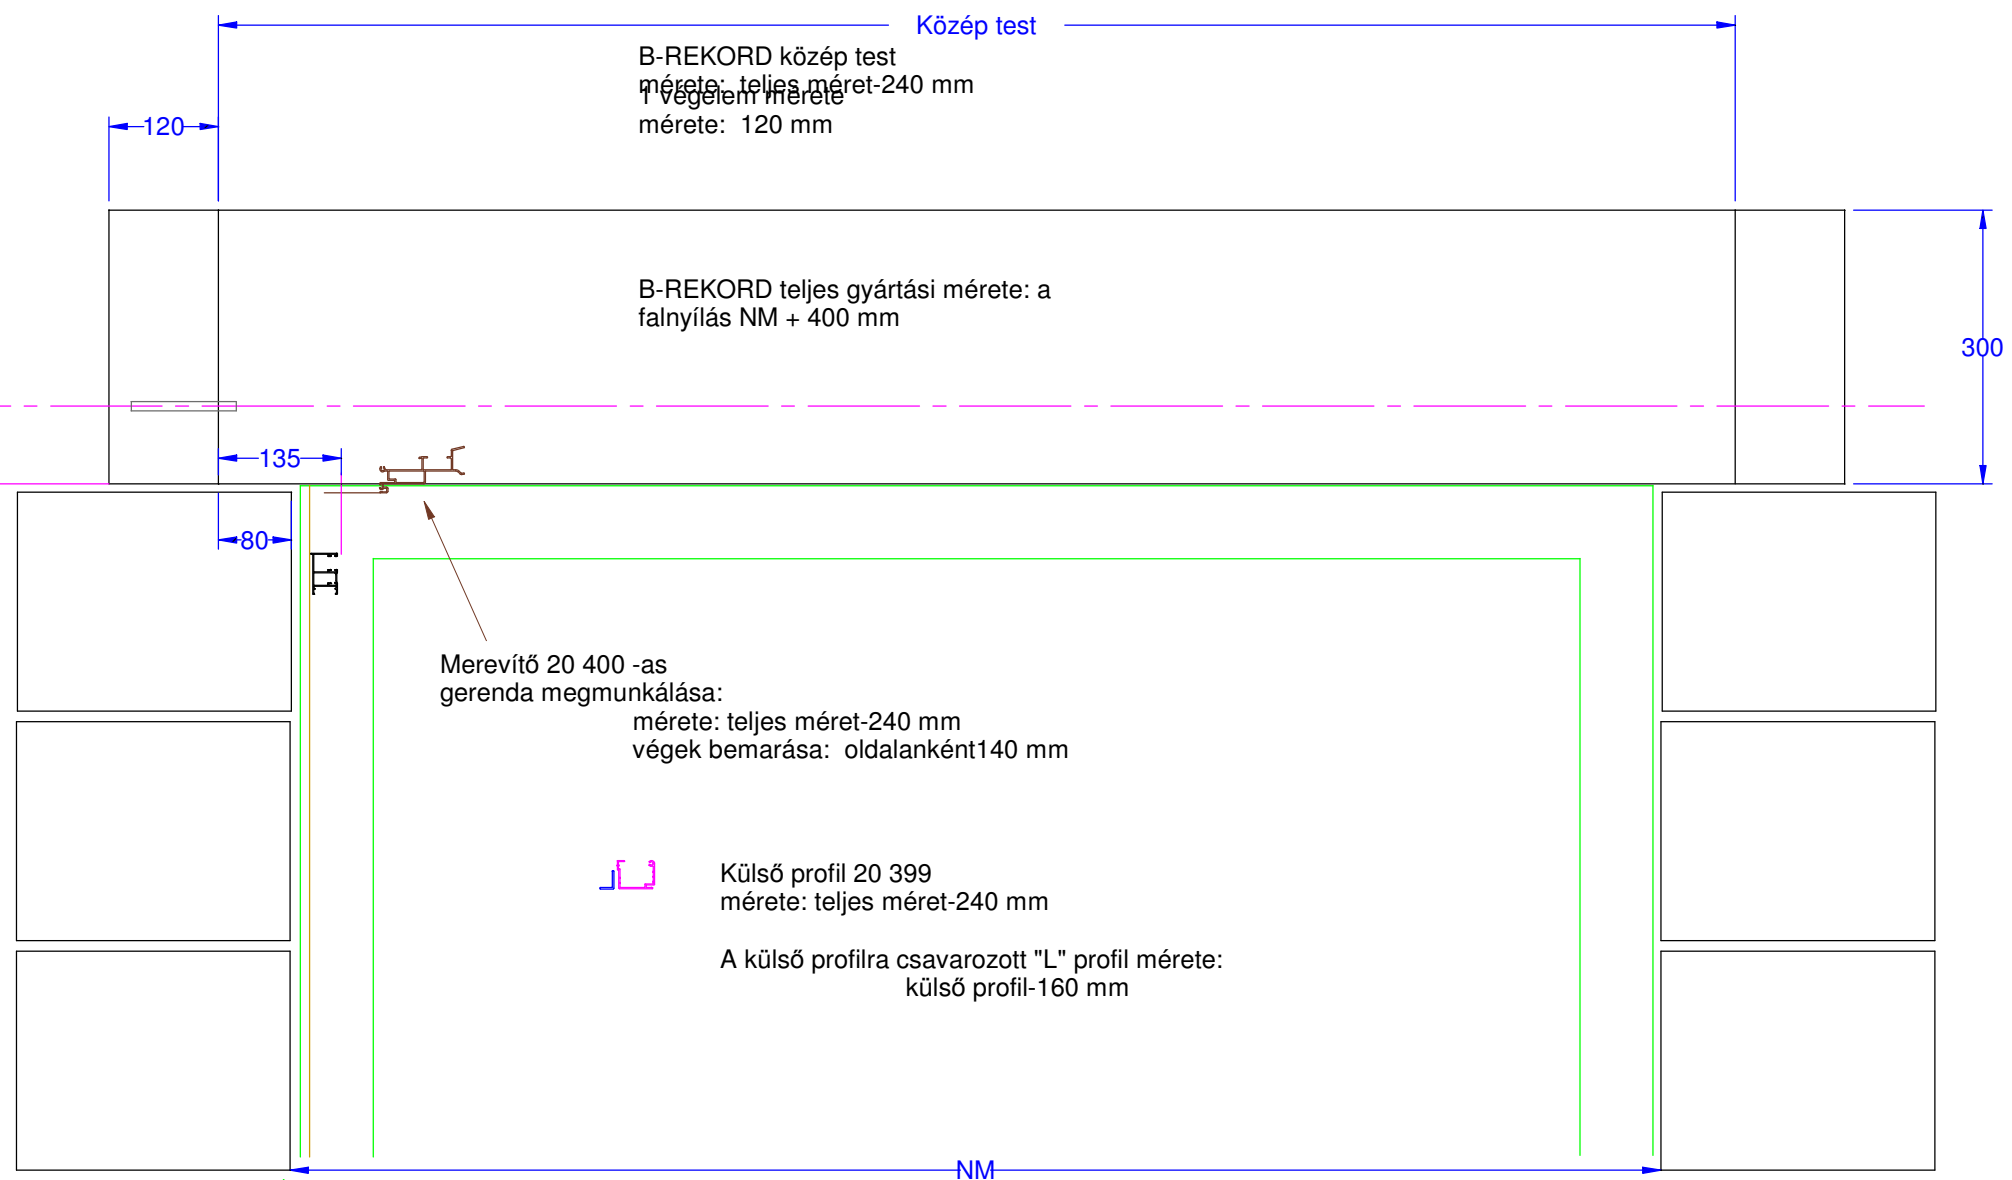 Közép test
B-REKORD közép test
mérete: teljes méret-240 mm
1 végelem mérete
mérete: 120 mm
120
B-REKORD teljes gyártási mérete: a
falnyílás NM + 400 mm
300
135
80
Merevítő 20 400 -as
gerenda megmunkálása:
mérete: teljes méret-240 mm
végek bemarása: oldalanként140 mm
Külső profil 20 399
mérete: teljes méret-240 mm
A külső profilra csavarozott "L" profil mérete:
külső profil-160 mm
NM